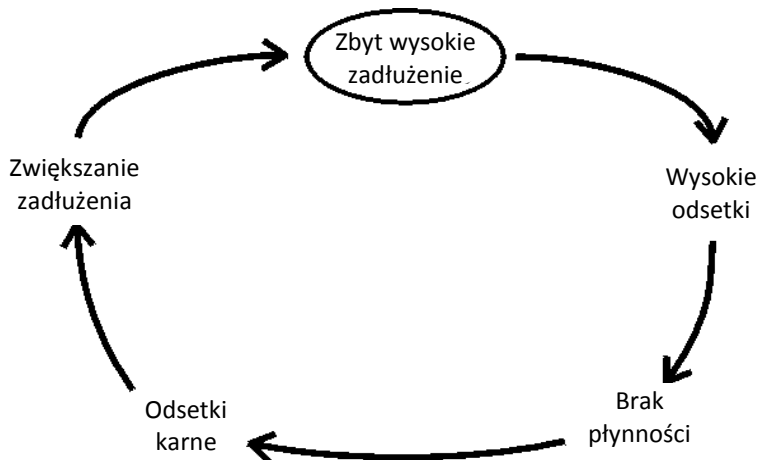 Zbyt wysokie
zadłużenie
Wysokie
odsetki
Brak
płynności
Odsetki
karne
Zwiększanie
zadłużenia